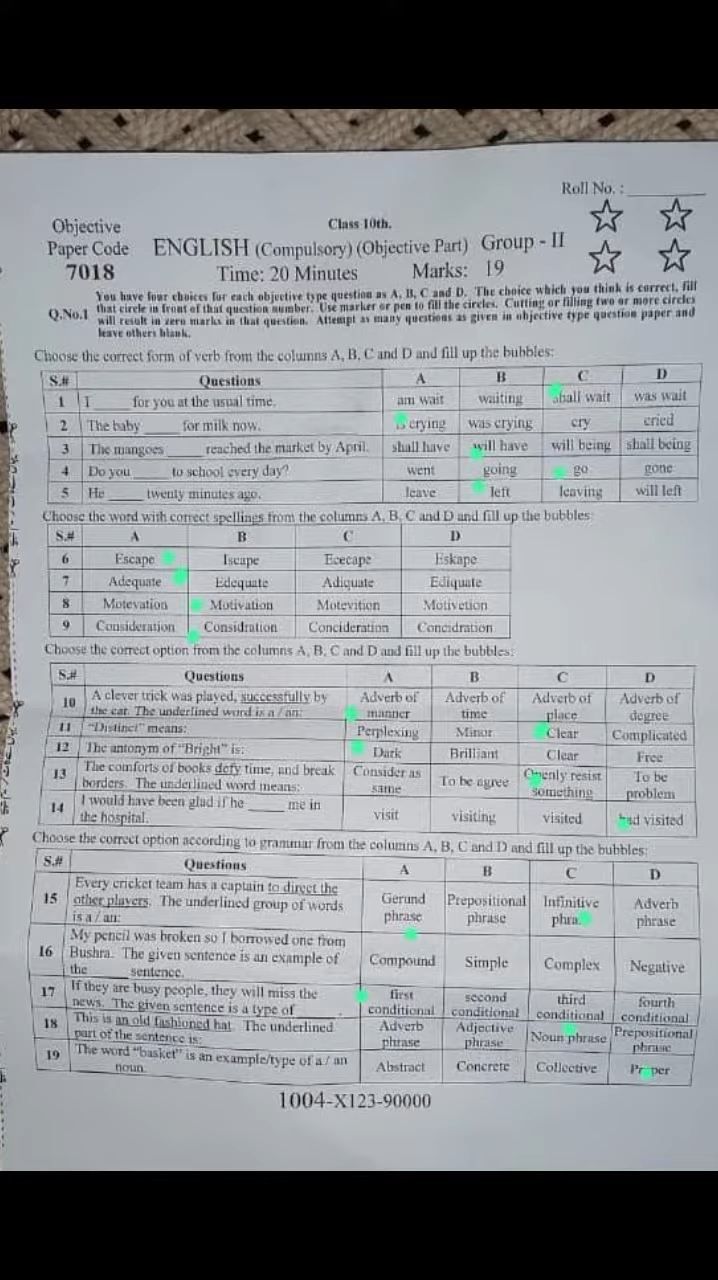 Roll No. :
Objective
Class 10th.
Paper Code ENGLISH (Compulsory) (Objective Part) Group - II
7018 Time: 20 Minutes Marks: 19
You have four choices for each objective type question as A, B, C and D. The choice which you think is correct, fill
Q.No.1 that circle in front of that question number. Use marker or pen to fill the circles. Cutting or filling two or more circles
will result in zero marks in that question. Attempt as many questions as given in objective type question paper and
leave others blank.
Choose the correct form of verb from the columns A, B, C and D and fill up the bubbles:
S.# Questions A B C D
1 I ____ for you at the usual time. am wait waiting shall wait was wait
2 The baby ____ for milk now. is crying was crying cry cried
3 The mangoes ____ reached the market by April. shall have will have will being shall being
4 Do you ____ to school every day? went going go gone
5 He ____ twenty minutes ago. leave left leaving will left
Choose the word with correct spellings from the columns A, B, C and D and fill up the bubbles:
S.# A B C D
6 Escape Iscape Ececape Eskape
7 Adequate Edequate Adiquate Ediquate
8 Motevation Motivation Motevition Motivetion
9 Consideration Considration Concideration Concidration
Choose the correct option from the columns A, B, C and D and fill up the bubbles:
S.# Questions A B C D
10 A clever trick was played, successfully by the cat. The underlined word is a / an: Adverb of manner Adverb of time Adverb of place Adverb of degree
11 "Distinct" means: Perplexing Minor Clear Complicated
12 The antonym of "Bright" is: Dark Brilliant Clear Free
13 The comforts of books defy time, and break borders. The underlined word means: Consider as same To be agree Openly resist something To be problem
14 I would have been glad if he ____ me in the hospital. visit visiting visited had visited
Choose the correct option according to grammar from the columns A, B, C and D and fill up the bubbles:
S.# Questions A B C D
15 Every cricket team has a captain to direct the other players. The underlined group of words is a / an: Gerund phrase Prepositional phrase Infinitive phrase Adverb phrase
16 My pencil was broken so I borrowed one from Bushra. The given sentence is an example of the ____ sentence. Compound Simple Complex Negative
17 If they are busy people, they will miss the news. The given sentence is a type of ____. first conditional second conditional third conditional fourth conditional
18 This is an old fashioned hat. The underlined part of the sentence is: Adverb phrase Adjective phrase Noun phrase Prepositional phrase
19 The word "basket" is an example/type of a / an ____ noun. Abstract Concrete Collective Proper
1004-X123-90000